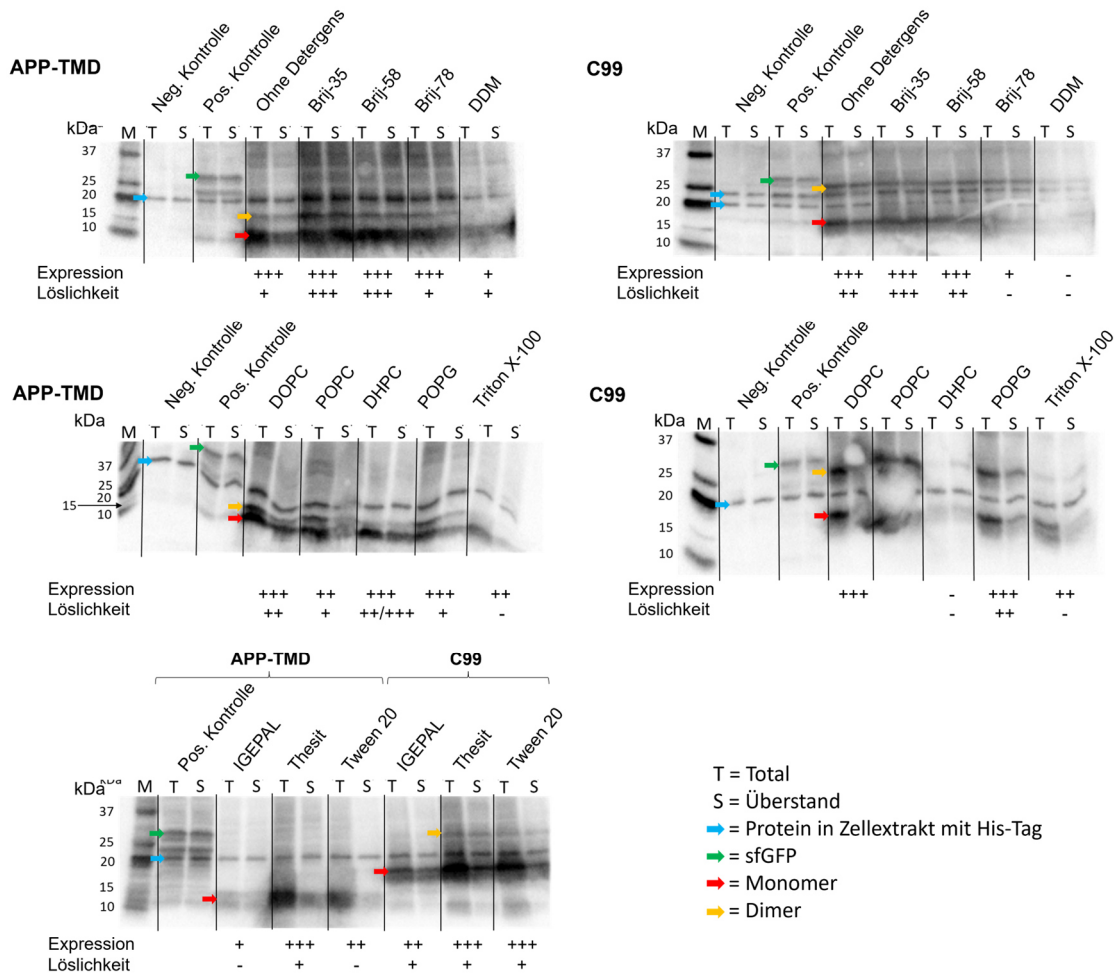 APP-TMD
Neg. Kontrolle
Pos. Kontrolle
Ohne Detergens
Brij-35
Brij-58
Brij-78
DDM
kDa
M T S T S T S T S T S T S T S
37
25
20
15
10
Expression +++ +++ +++ +++ +
Löslichkeit + +++ +++ + +
C99
Neg. Kontrolle
Pos. Kontrolle
Ohne Detergens
Brij-35
Brij-58
Brij-78
DDM
kDa
M T S T S T S T S T S T S T S
37
25
20
15
10
Expression +++ +++ +++ + -
Löslichkeit ++ +++ ++ - -
APP-TMD
Neg. Kontrolle
Pos. Kontrolle
DOPC
POPC
DHPC
POPG
Triton X-100
kDa
M T S T S T S T S T S T S T S
37
25
20
15
10
Expression +++ ++ +++ +++ ++
Löslichkeit ++ + ++/+++ + -
C99
Neg. Kontrolle
Pos. Kontrolle
DOPC
POPC
DHPC
POPG
Triton X-100
kDa
M T S T S T S T S T S T S T S
37
25
20
15
10
Expression +++ - +++ ++
Löslichkeit - ++ -
APP-TMD C99
Pos. Kontrolle
IGEPAL
Thesit
Tween 20
IGEPAL
Thesit
Tween 20
kDa
M T S T S T S T S T S T S T S
37
25
20
15
10
Expression + +++ ++ ++ +++ +++
Löslichkeit - + - + + +
T = Total
S = Überstand
= Protein in Zellextrakt mit His-Tag
= sfGFP
= Monomer
= Dimer